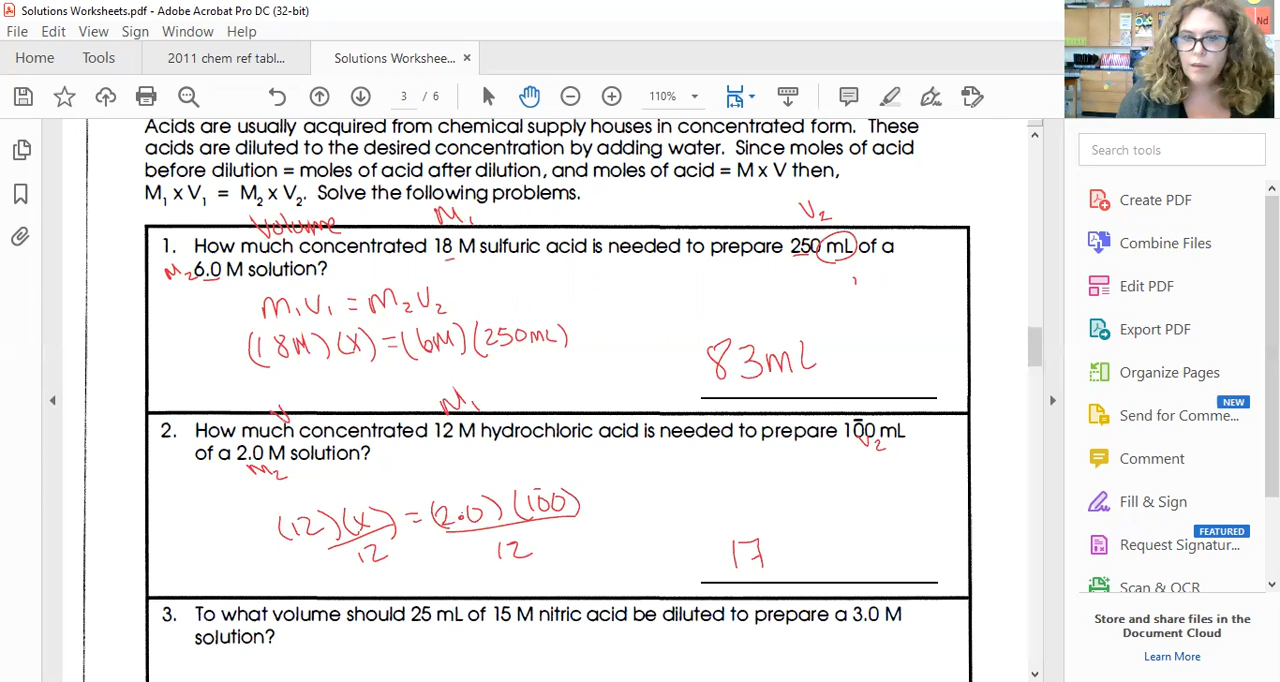 Solutions Worksheets.pdf - Adobe Acrobat Pro DC (32-bit)
File Edit View Sign Window Help
Home Tools 2011 chem ref tabl... Solutions Workshee... ×
3 / 6 110%
Nd
Acids are usually acquired from chemical supply houses in concentrated form. These
acids are diluted to the desired concentration by adding water. Since moles of acid
before dilution = moles of acid after dilution, and moles of acid = M x V then,
M₁ x V₁ = M₂ x V₂. Solve the following problems.
Volume M₁ V₂
1. How much concentrated 18 M sulfuric acid is needed to prepare 250 mL of a
M₂ 6.0 M solution?
M₁V₁ = M₂V₂
(18M)(x)=(6M)(250mL)
83mL
V M₁
2. How much concentrated 12 M hydrochloric acid is needed to prepare 10̄0 mL
of a 2.0 M solution?
V₂
M₂
(12)(x) = (2.0)(10̄0)
12 12
17
3. To what volume should 25 mL of 15 M nitric acid be diluted to prepare a 3.0 M
solution?
Search tools
Create PDF
Combine Files
Edit PDF
Export PDF
Organize Pages
NEW
Send for Comme...
Comment
Fill & Sign
FEATURED
Request Signatur...
Scan & OCR
Store and share files in the
Document Cloud
Learn More